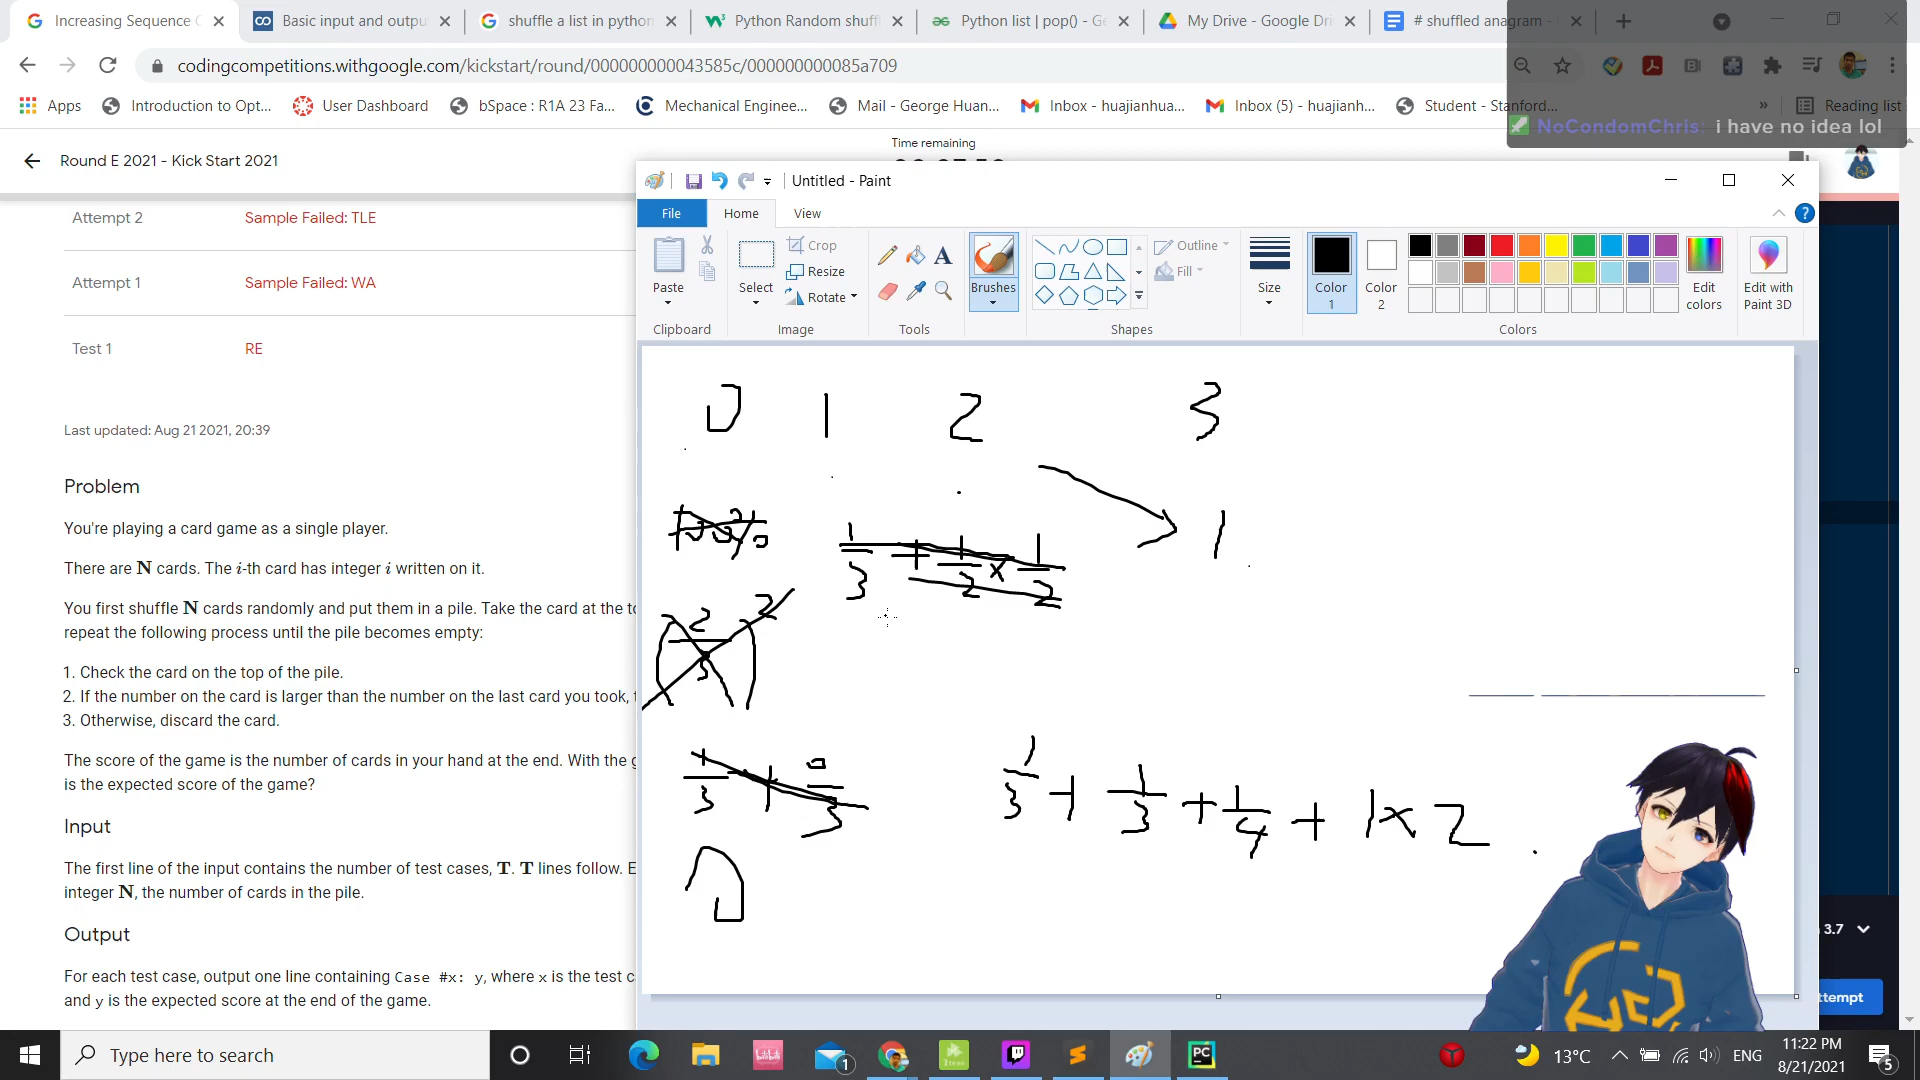 Increasing Sequence C
Basic input and outpu
shuffle a list in python
Python Random shuff
Python list | pop() - Ge
My Drive - Google Dri
# shuffled anagram -
codingcompetitions.withgoogle.com/kickstart/round/000000000043585c/000000000085a709
Apps
Introduction to Opt...
User Dashboard
bSpace : R1A 23 Fa...
Mechanical Enginee...
Mail - George Huan...
Inbox - huajianhua...
Inbox (5) - huajianh...
Student - Stanford...
»
Reading list
NoCondomChris: i have no idea lol
Round E 2021 - Kick Start 2021
Time remaining
Attempt 2
Sample Failed: TLE
Attempt 1
Sample Failed: WA
Test 1
RE
Last updated: Aug 21 2021, 20:39
Problem
You're playing a card game as a single player.
There are N cards. The i-th card has integer i written on it.
You first shuffle N cards randomly and put them in a pile. Take the card at the to
repeat the following process until the pile becomes empty:
1. Check the card on the top of the pile.
2. If the number on the card is larger than the number on the last card you took,
3. Otherwise, discard the card.
The score of the game is the number of cards in your hand at the end. With the g
is the expected score of the game?
Input
The first line of the input contains the number of test cases, T. T lines follow. E
integer N, the number of cards in the pile.
Output
For each test case, output one line containing Case #x: y, where x is the test c
and y is the expected score at the end of the game.
Untitled - Paint
File
Home
View
Paste
Clipboard
Select
Crop
Resize
Rotate
Image
A
Tools
Brushes
Shapes
Outline
Fill
Size
Color
1
Color
2
Edit
colors
Edit with
Paint 3D
Colors
0 1 2 3
1/3 + 1/2 × 1/2
1
2/3
1/3 + 1/3 + 1/4 + 1 × 2
3.7
ttempt
Type here to search
1
PC
13°C
ENG
11:22 PM
8/21/2021
5